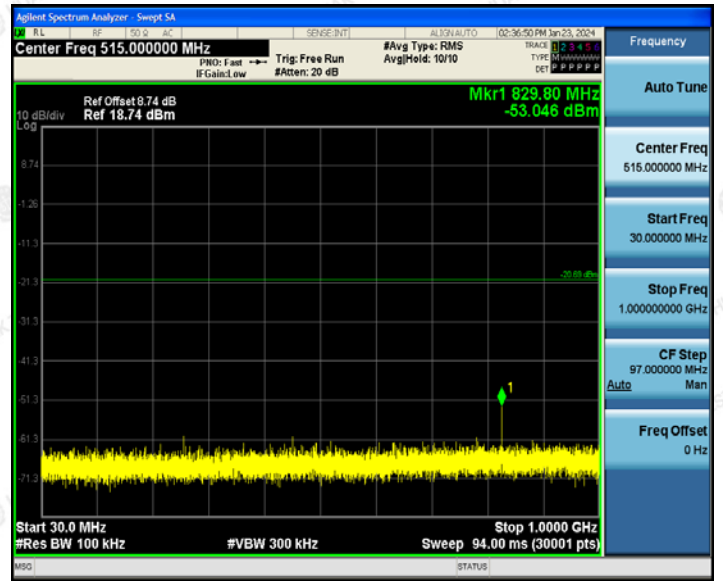 Agilent Spectrum Analyzer - Swept SA
RL RF 50 Ω AC SENSE:INT ALIGNAUTO 02:36:50 PM Jan 23, 2024
Center Freq 515.000000 MHz
PNO: Fast
IFGain:Low
Trig: Free Run
#Atten: 20 dB
#Avg Type: RMS
Avg|Hold: 10/10
TRACE 1 2 3 4 5 6
TYPE M W W W W W
DET P P P P P P
Frequency
Ref Offset 8.74 dB
10 dB/div Ref 18.74 dBm
Log
Mkr1 829.80 MHz
-53.046 dBm
8.74
-1.26
-11.3
-20.68 dBm
-21.3
-31.3
-41.3
-51.3
1
-61.3
-71.3
Start 30.0 MHz Stop 1.0000 GHz
#Res BW 100 kHz #VBW 300 kHz Sweep 94.00 ms (30001 pts)
MSG STATUS
Auto Tune
Center Freq
515.000000 MHz
Start Freq
30.000000 MHz
Stop Freq
1.000000000 GHz
CF Step
97.000000 MHz
Auto Man
Freq Offset
0 Hz